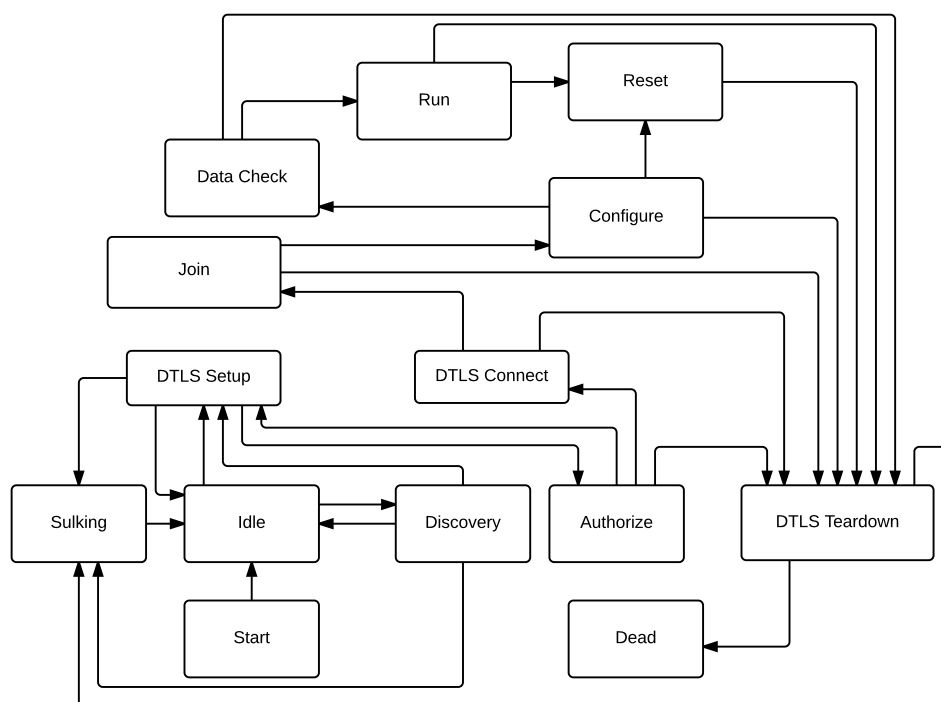 Reset
Run
Data Check
Configure
Join
DTLS Setup
DTLS Connect
Sulking
Idle
Discovery
Authorize
DTLS Teardown
Start
Dead